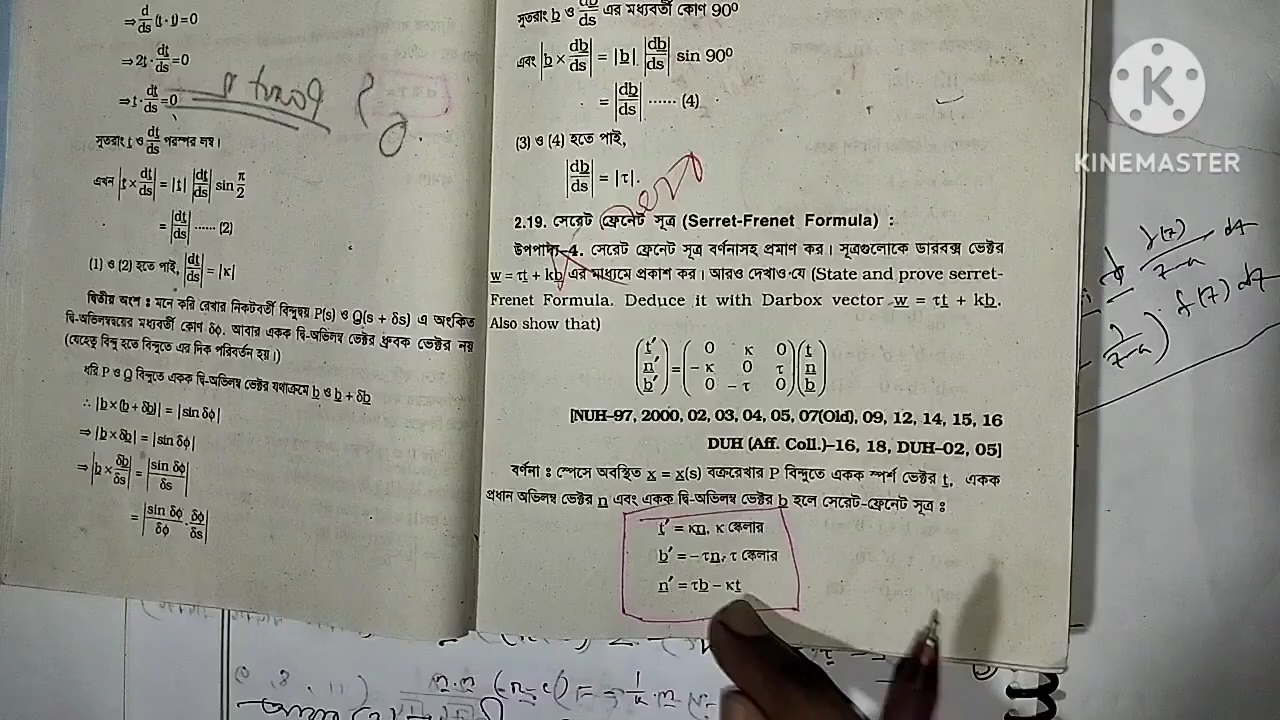 ⇒ d/ds (t · t) = 0
⇒ 2t · dt/ds = 0
⇒ t · dt/ds = 0
সুতরাং t ও dt/ds পরস্পর লম্ব।
এখন |t × dt/ds| = |t| |dt/ds| sin π/2
= |dt/ds| ...... (2)
(1) ও (2) হতে পাই, |dt/ds| = |κ|
দ্বিতীয় অংশ : মনে করি রেখার নিকটবর্তী বিন্দুদ্বয় P(s) ও Q(s + δs) এ অংকিত
দ্বি-অভিলম্বদ্বয়ের মধ্যবর্তী কোণ δϕ. আবার একক দ্বি-অভিলম্ব ভেক্টর ধ্রুবক ভেক্টর নয়
(যেহেতু বিন্দু হতে বিন্দুতে এর দিক পরিবর্তন হয়।)
ধরি P ও Q বিন্দুতে একক দ্বি-অভিলম্ব ভেক্টর যথাক্রমে b ও b + δb
∴ |b × (b + δb)| = |sin δϕ|
⇒ |b × δb| = |sin δϕ|
⇒ |b × δb/δs| = |sin δϕ/δs|
= |sin δϕ/δϕ · δϕ/δs|
সুতরাং b ও db/ds এর মধ্যবর্তী কোণ 90⁰
এবং |b × db/ds| = |b| |db/ds| sin 90⁰
= |db/ds| ...... (4)
(3) ও (4) হতে পাই,
|db/ds| = |τ|.
2.19. সেরেট ফ্রেনেট সূত্র (Serret-Frenet Formula) :
উপপাদ্য-4. সেরেট ফ্রেনেট সূত্র বর্ণনাসহ প্রমাণ কর। সূত্রগুলোকে ডারবক্স ভেক্টর
w = τt + kb এর মাধ্যমে প্রকাশ কর। আরও দেখাও যে (State and prove serret-
Frenet Formula. Deduce it with Darbox vector w = τt + kb.
Also show that)
(t′ n′ b′) = (0 κ 0 / −κ 0 τ / 0 −τ 0) (t n b)
[NUH–97, 2000, 02, 03, 04, 05, 07(Old), 09, 12, 14, 15, 16
DUH (Aff. Coll.)–16, 18, DUH–02, 05]
বর্ণনা : স্পেসে অবস্থিত x = x(s) বক্ররেখার P বিন্দুতে একক স্পর্শ ভেক্টর t, একক
প্রধান অভিলম্ব ভেক্টর n এবং একক দ্বি-অভিলম্ব ভেক্টর b হলে সেরেট-ফ্রেনেট সূত্র :
t′ = κn, κ স্কেলার
b′ = −τn, τ স্কেলার
n′ = τb − κt
KINEMASTER